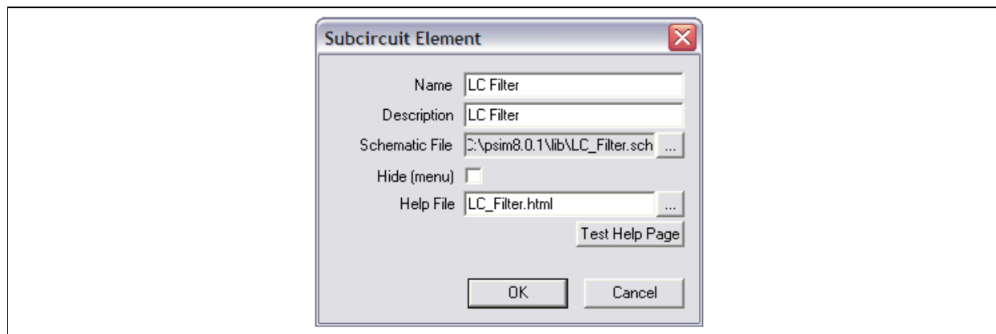 Subcircuit Element
Name LC Filter
Description LC Filter
Schematic File C:\psim8.0.1\lib\LC_Filter.sch ...
Hide (menu)
Help File LC_Filter.html ...
Test Help Page
OK Cancel